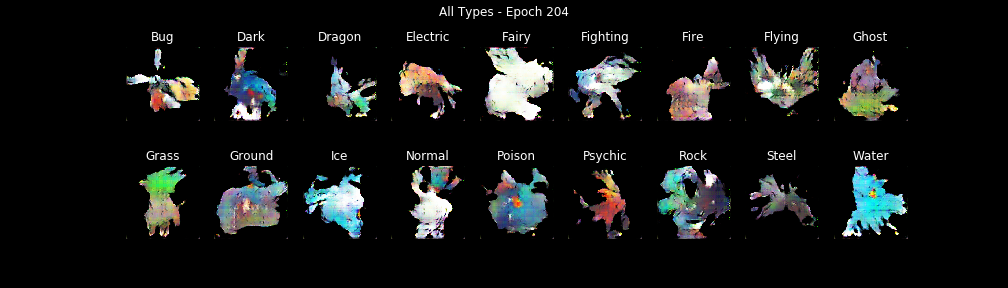 All Types - Epoch 204
Bug Dark Dragon Electric Fairy Fighting Fire Flying Ghost
Grass Ground Ice Normal Poison Psychic Rock Steel Water